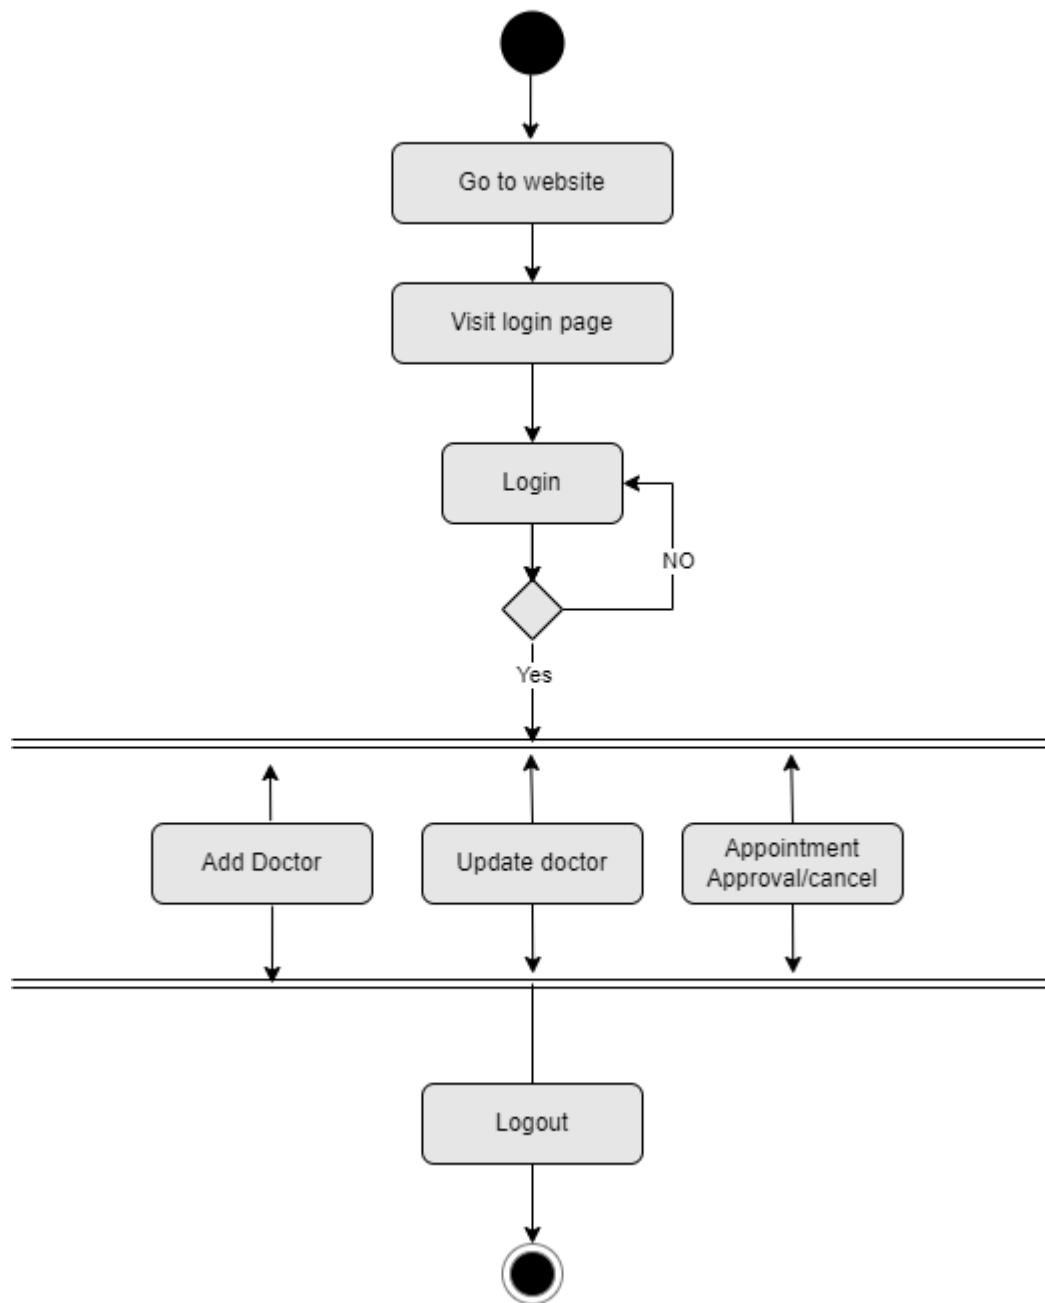 Go to website
Visit login page
Login
NO
Yes
Add Doctor
Update doctor
Appointment
Approval/cancel
Logout